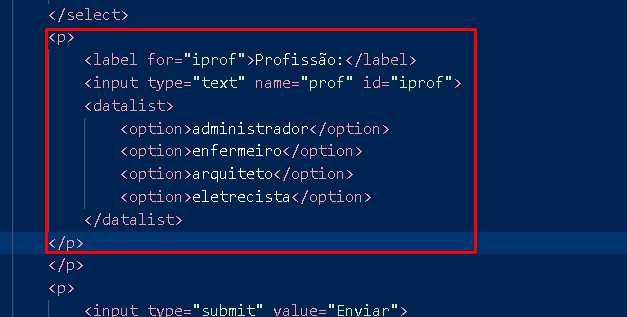 </select>
<p>
<label for="iprof">Profissão:</label>
<input type="text" name="prof" id="iprof">
<datalist>
<option>administrador</option>
<option>enfermeiro</option>
<option>arquiteto</option>
<option>eletrecista</option>
</datalist>
</p>
</p>
<p>
<input type="submit" value="Enviar">